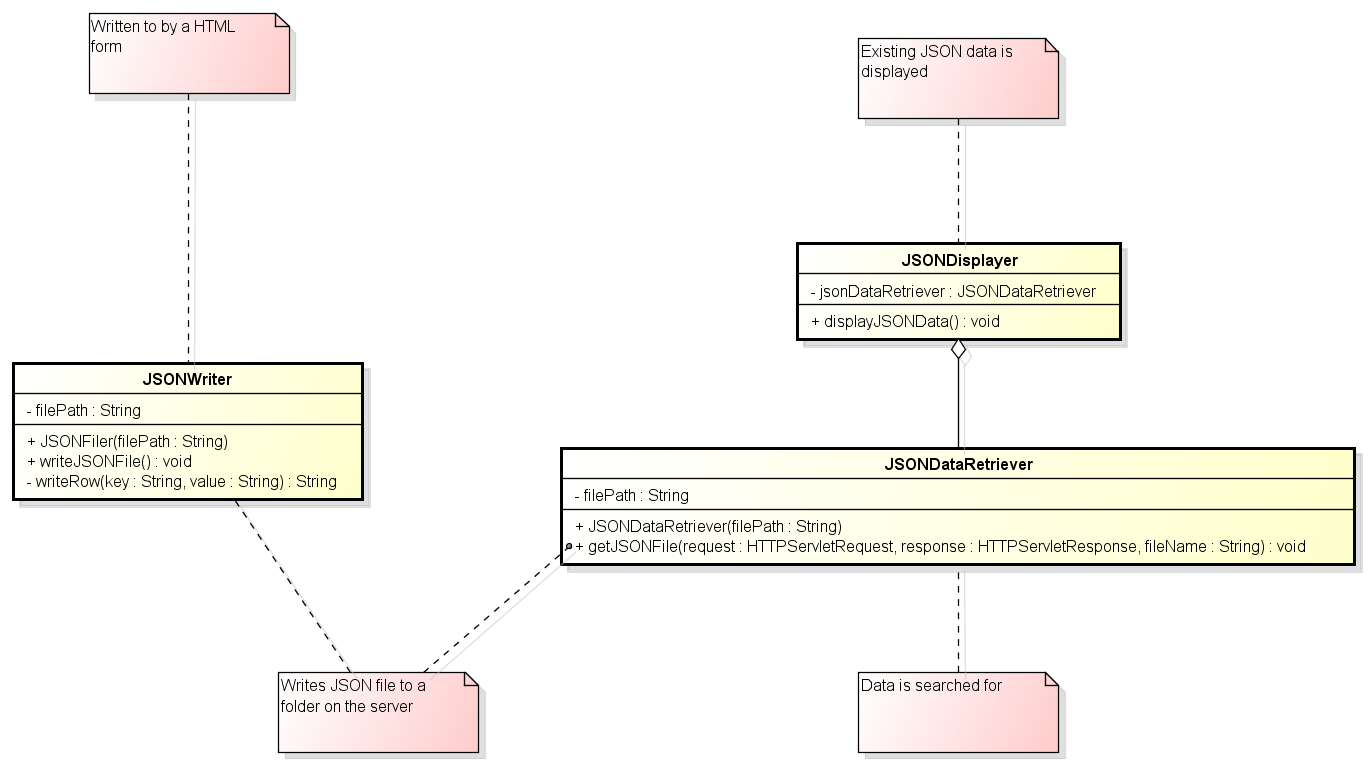 Written to by a HTML
form
Existing JSON data is
displayed
JSONDisplayer
- jsonDataRetriever : JSONDataRetriever
+ displayJSONData() : void
JSONWriter
- filePath : String
+ JSONFiler(filePath : String)
+ writeJSONFile() : void
- writeRow(key : String, value : String) : String
JSONDataRetriever
- filePath : String
+ JSONDataRetriever(filePath : String)
+ getJSONFile(request : HTTPServletRequest, response : HTTPServletResponse, fileName : String) : void
Writes JSON file to a
folder on the server
Data is searched for